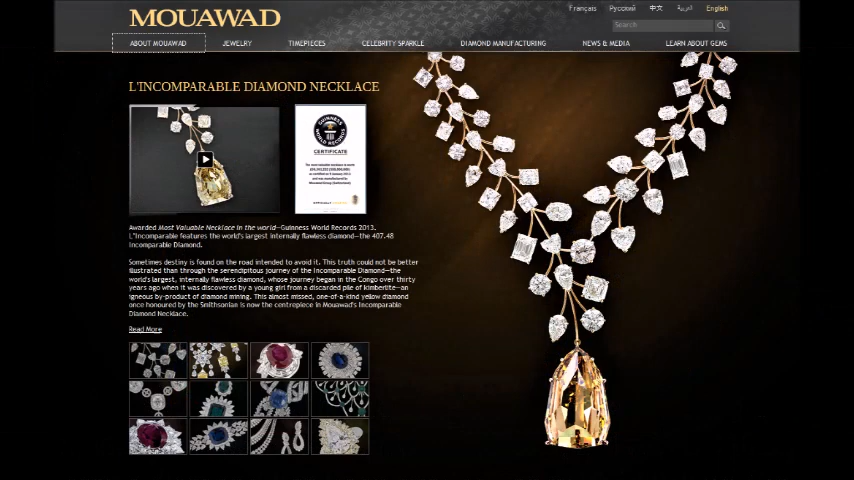 MOUAWAD
Français Русский 中文 العربية English
Search
ABOUT MOUAWAD JEWELRY TIMEPIECES CELEBRITY SPARKLE DIAMOND MANUFACTURING NEWS & MEDIA LEARN ABOUT GEMS
L'INCOMPARABLE DIAMOND NECKLACE
GUINNESS
WORLD RECORDS
CERTIFICATE
Awarded Most Valuable Necklace in the world—Guinness World Records 2013.
L'Incomparable features the world's largest internally flawless diamond—the 407.48
Incomparable Diamond.
Sometimes destiny is found on the road intended to avoid it. This truth could not be better
illustrated than through the serendipitous journey of the Incomparable Diamond—the
world's largest, internally flawless diamond, whose journey began in the Congo over thirty
years ago when it was discovered by a young girl from a discarded pile of kimberlite—an
igneous by-product of diamond mining. This almost missed, one-of-a-kind yellow diamond
once honoured by the Smithsonian is now the centrepiece in Mouawad's Incomparable
Diamond Necklace.
Read More